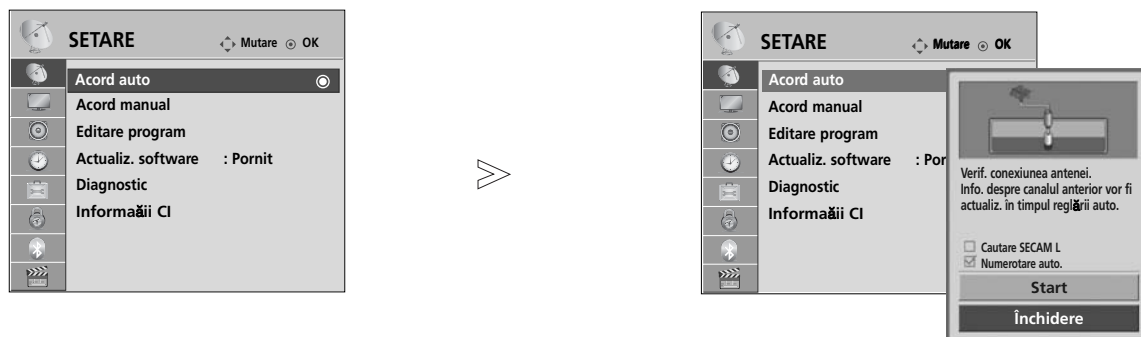 SETARE Mutare OK
Acord auto
Acord manual
Editare program
Actualiz. software : Pornit
Diagnostic
Informaăii CI
SETARE Mutare OK
Acord auto
Acord manual
Editare program
Actualiz. software : Por
Diagnostic
Informaăii CI
Verif. conexiunea antenei.
Info. despre canalul anterior vor fi
actualiz. în timpul reglării auto.
Cautare SECAM L
Numerotare auto.
Start
Închidere